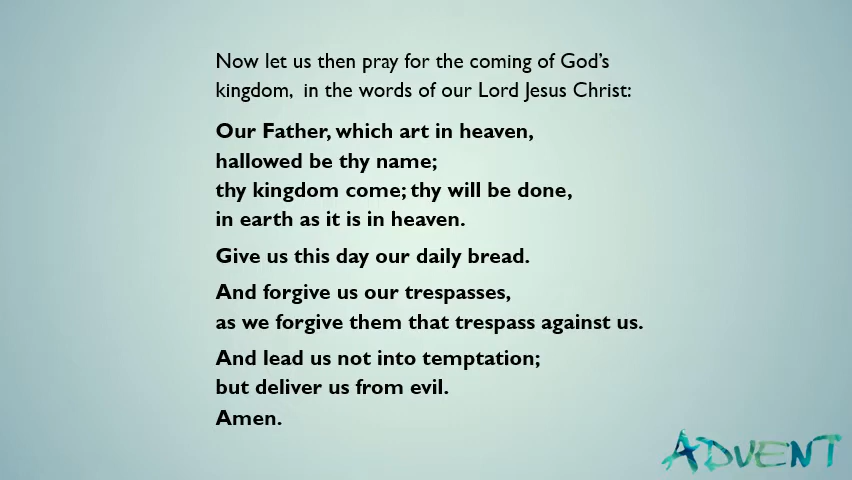 Now let us then pray for the coming of God's
kingdom, in the words of our Lord Jesus Christ:
Our Father, which art in heaven,
hallowed be thy name;
thy kingdom come; thy will be done,
in earth as it is in heaven.
Give us this day our daily bread.
And forgive us our trespasses,
as we forgive them that trespass against us.
And lead us not into temptation;
but deliver us from evil.
Amen.
ADVENT